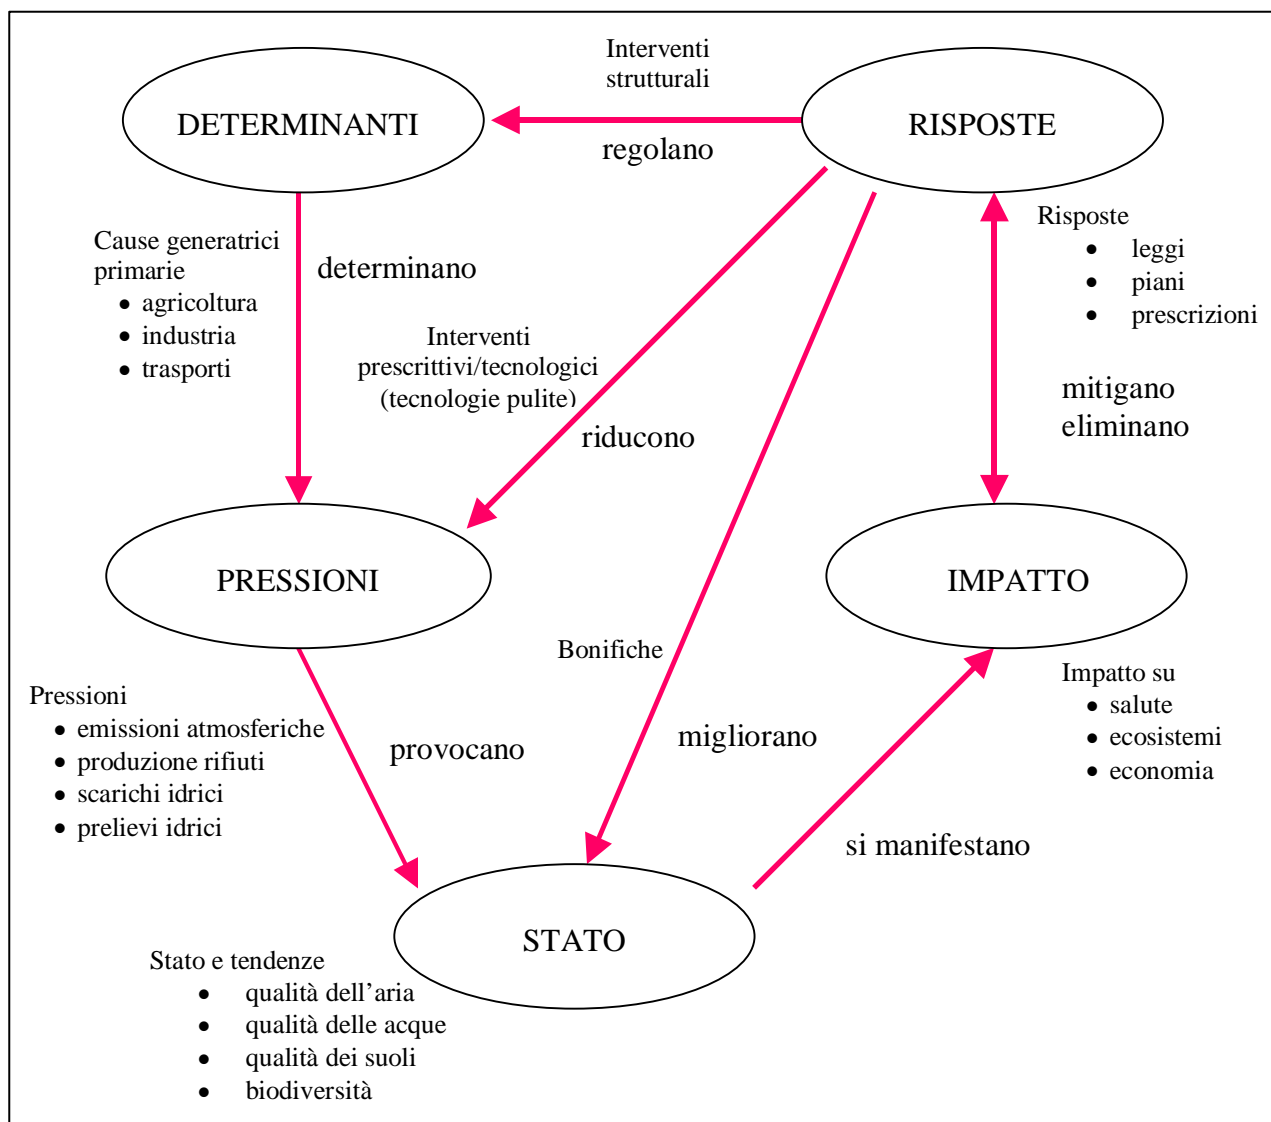 Interventi
strutturali
DETERMINANTI
RISPOSTE
regolano
Cause generatrici
primarie
• agricoltura
• industria
• trasporti
determinano
Risposte
• leggi
• piani
• prescrizioni
Interventi
prescrittivi/tecnologici
(tecnologie pulite)
riducono
mitigano
eliminano
PRESSIONI
IMPATTO
Bonifiche
Pressioni
• emissioni atmosferiche
• produzione rifiuti
• scarichi idrici
• prelievi idrici
provocano
migliorano
Impatto su
• salute
• ecosistemi
• economia
si manifestano
STATO
Stato e tendenze
• qualità dell’aria
• qualità delle acque
• qualità dei suoli
• biodiversità